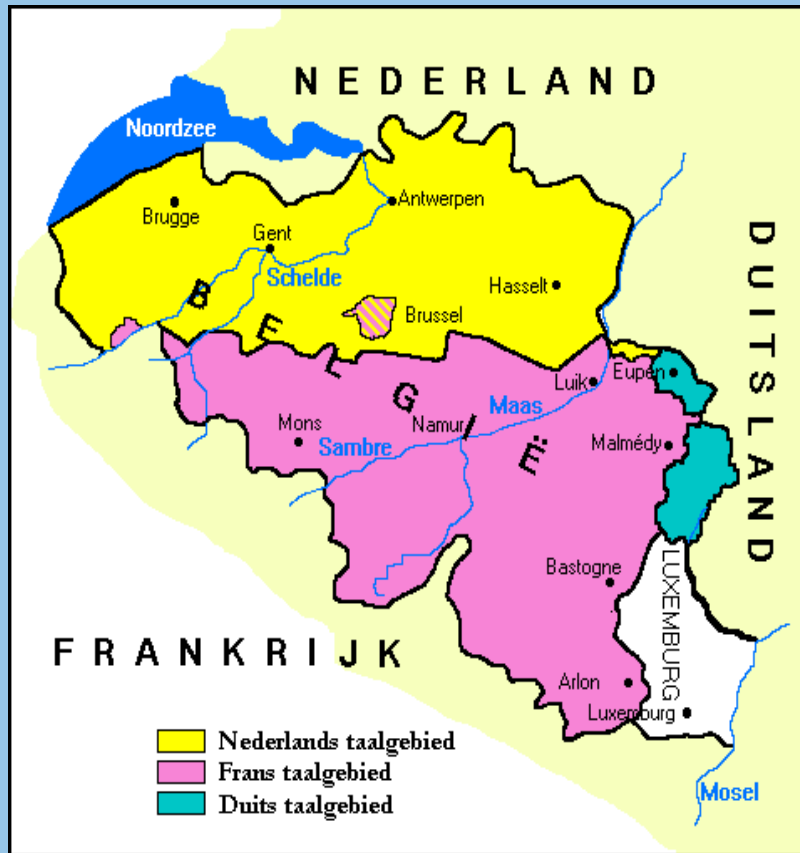 NEDERLAND
Noordzee
Brugge
Antwerpen
Gent
Schelde
Hasselt
Brussel
BELGIË
DUITSLAND
Luik
Eupen
Maas
Mons
Namur
Sambre
Malmédy
Bastogne
LUXEMBURG
FRANKRIJK
Arlon
Luxemburg
Nederlands taalgebied
Frans taalgebied
Duits taalgebied
Mosel